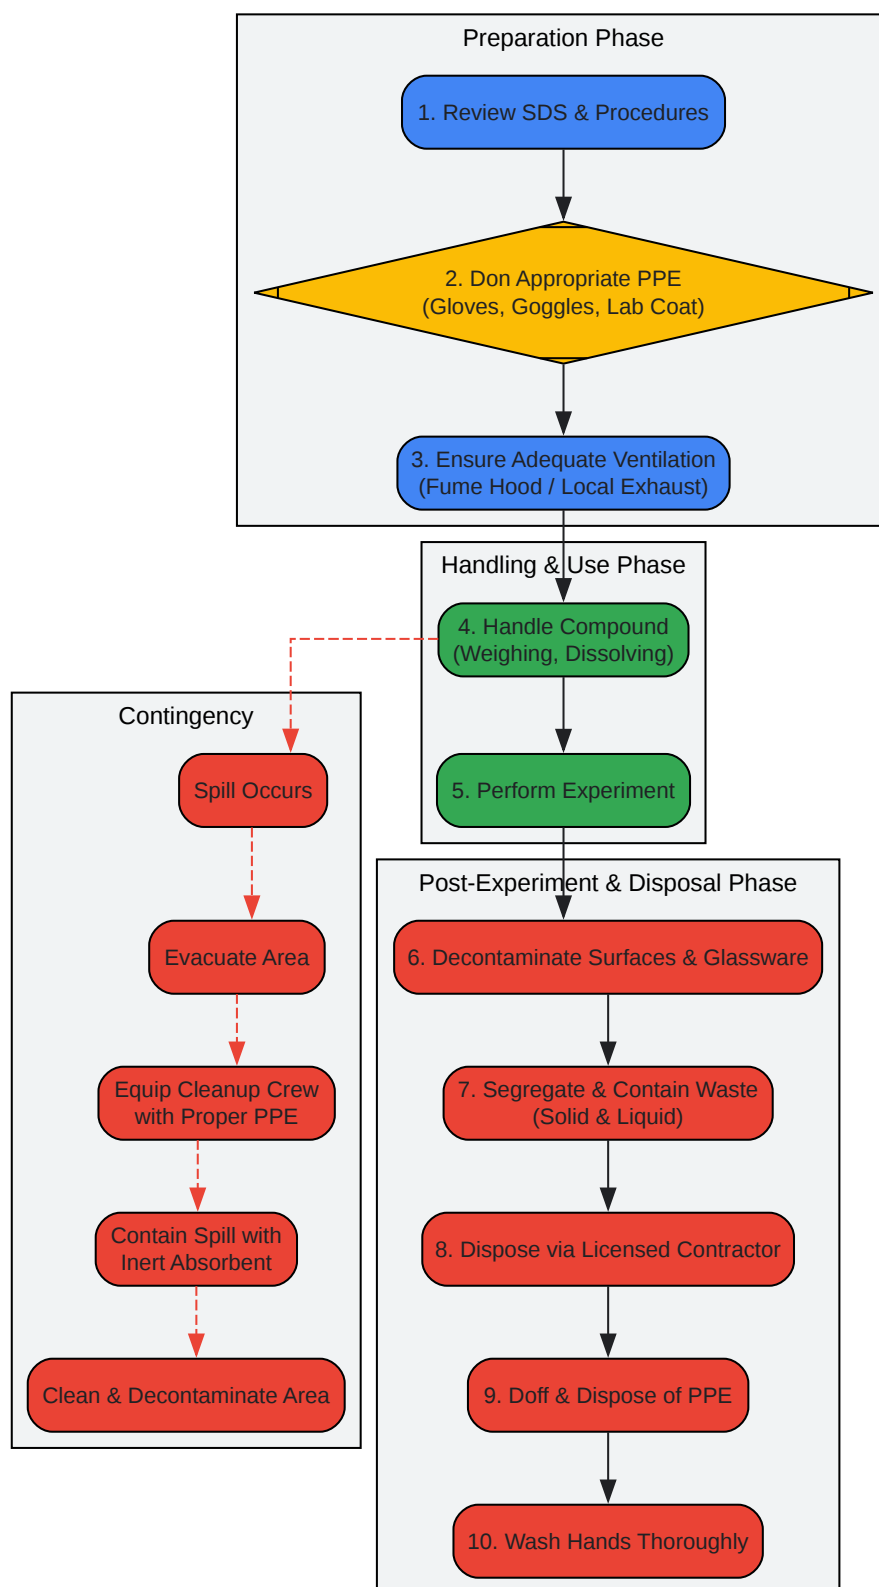 Preparation Phase
1. Review SDS & Procedures
2. Don Appropriate PPE
(Gloves, Goggles, Lab Coat)
3. Ensure Adequate Ventilation
(Fume Hood / Local Exhaust)
Handling & Use Phase
4. Handle Compound
(Weighing, Dissolving)
5. Perform Experiment
Contingency
Spill Occurs
Evacuate Area
Equip Cleanup Crew
with Proper PPE
Contain Spill with
Inert Absorbent
Clean & Decontaminate Area
Post-Experiment & Disposal Phase
6. Decontaminate Surfaces & Glassware
7. Segregate & Contain Waste
(Solid & Liquid)
8. Dispose via Licensed Contractor
9. Doff & Dispose of PPE
10. Wash Hands Thoroughly